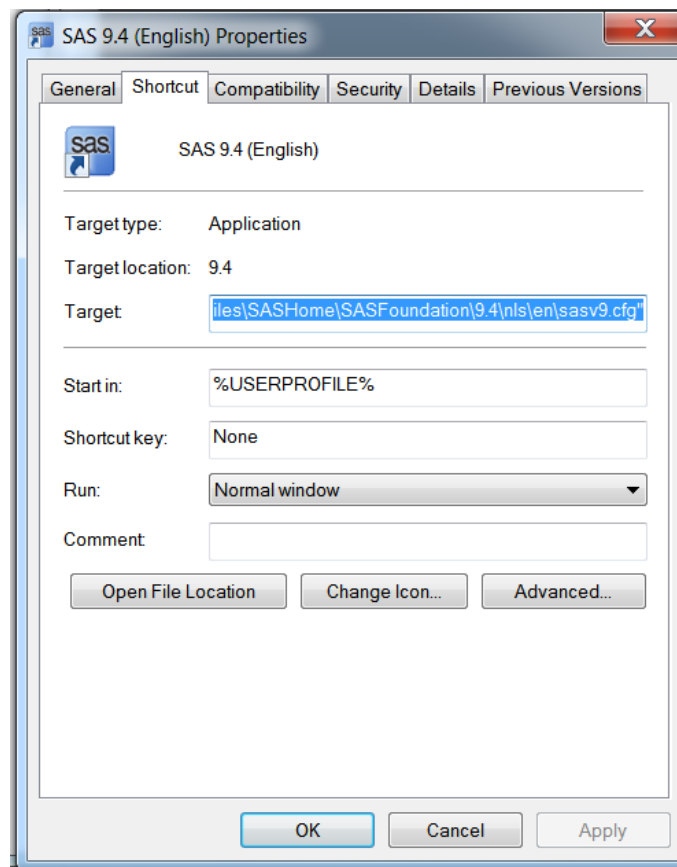 sas SAS 9.4 (English) Properties
General Shortcut Compatibility Security Details Previous Versions
sas SAS 9.4 (English)
Target type: Application
Target location: 9.4
Target: iles\SASHome\SASFoundation\9.4\nls\en\sasv9.cfg"
Start in: %USERPROFILE%
Shortcut key: None
Run: Normal window
Comment:
Open File Location Change Icon... Advanced...
OK Cancel Apply